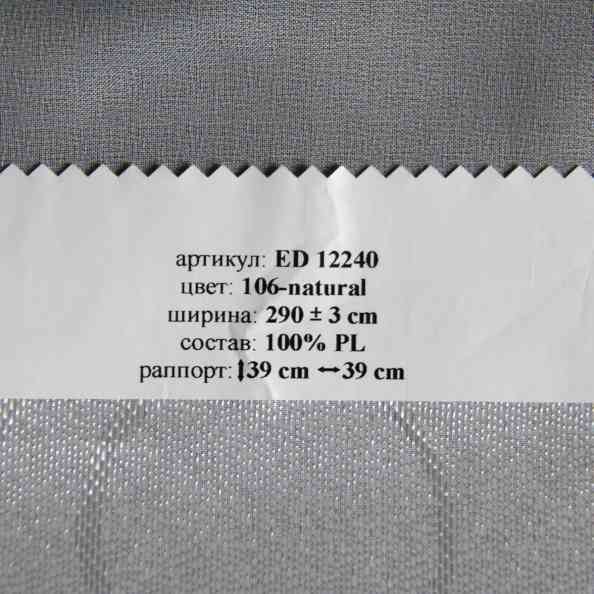 артикул: ED 12240
цвет: 106-natural
ширина: 290 ± 3 cm
состав: 100% PL
раппорт:↕39 cm ↔39 cm